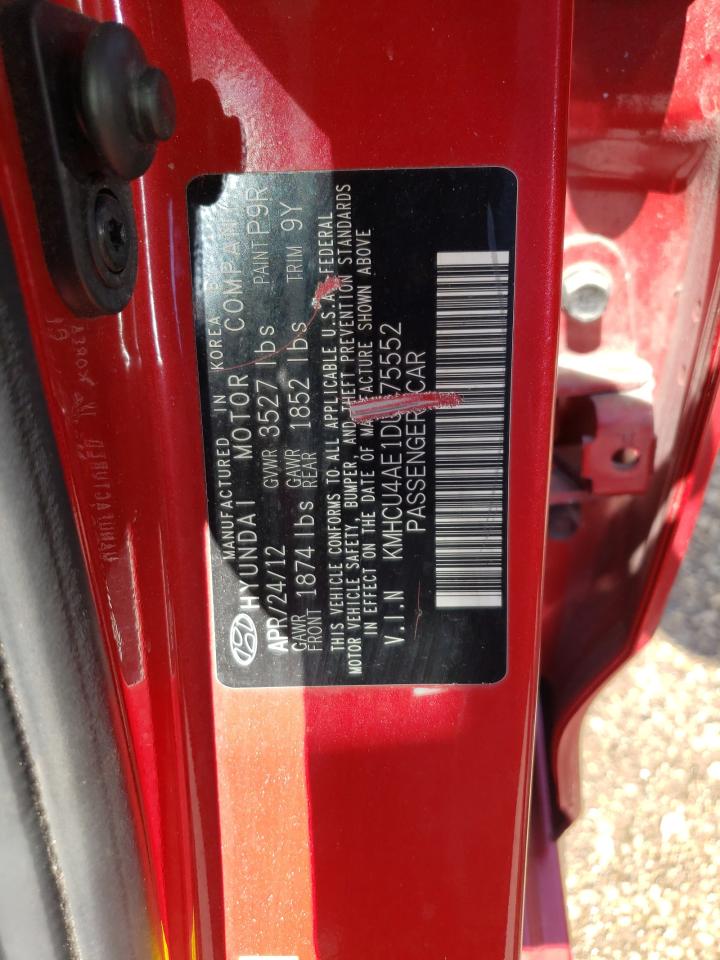 MANUFACTURED IN KOREA B
HYUNDAI MOTOR COMPANY
APR/24/12 GVWR 3527 lbs PAINT P9R
GAWR FRONT 1874 lbs GAWR REAR 1852 lbs TRIM 9Y
THIS VEHICLE CONFORMS TO ALL APPLICABLE U.S.A. FEDERAL
MOTOR VEHICLE SAFETY, BUMPER, AND THEFT PREVENTION STANDARDS
IN EFFECT ON THE DATE OF MANUFACTURE SHOWN ABOVE
V.I.N
PASSENGER CAR